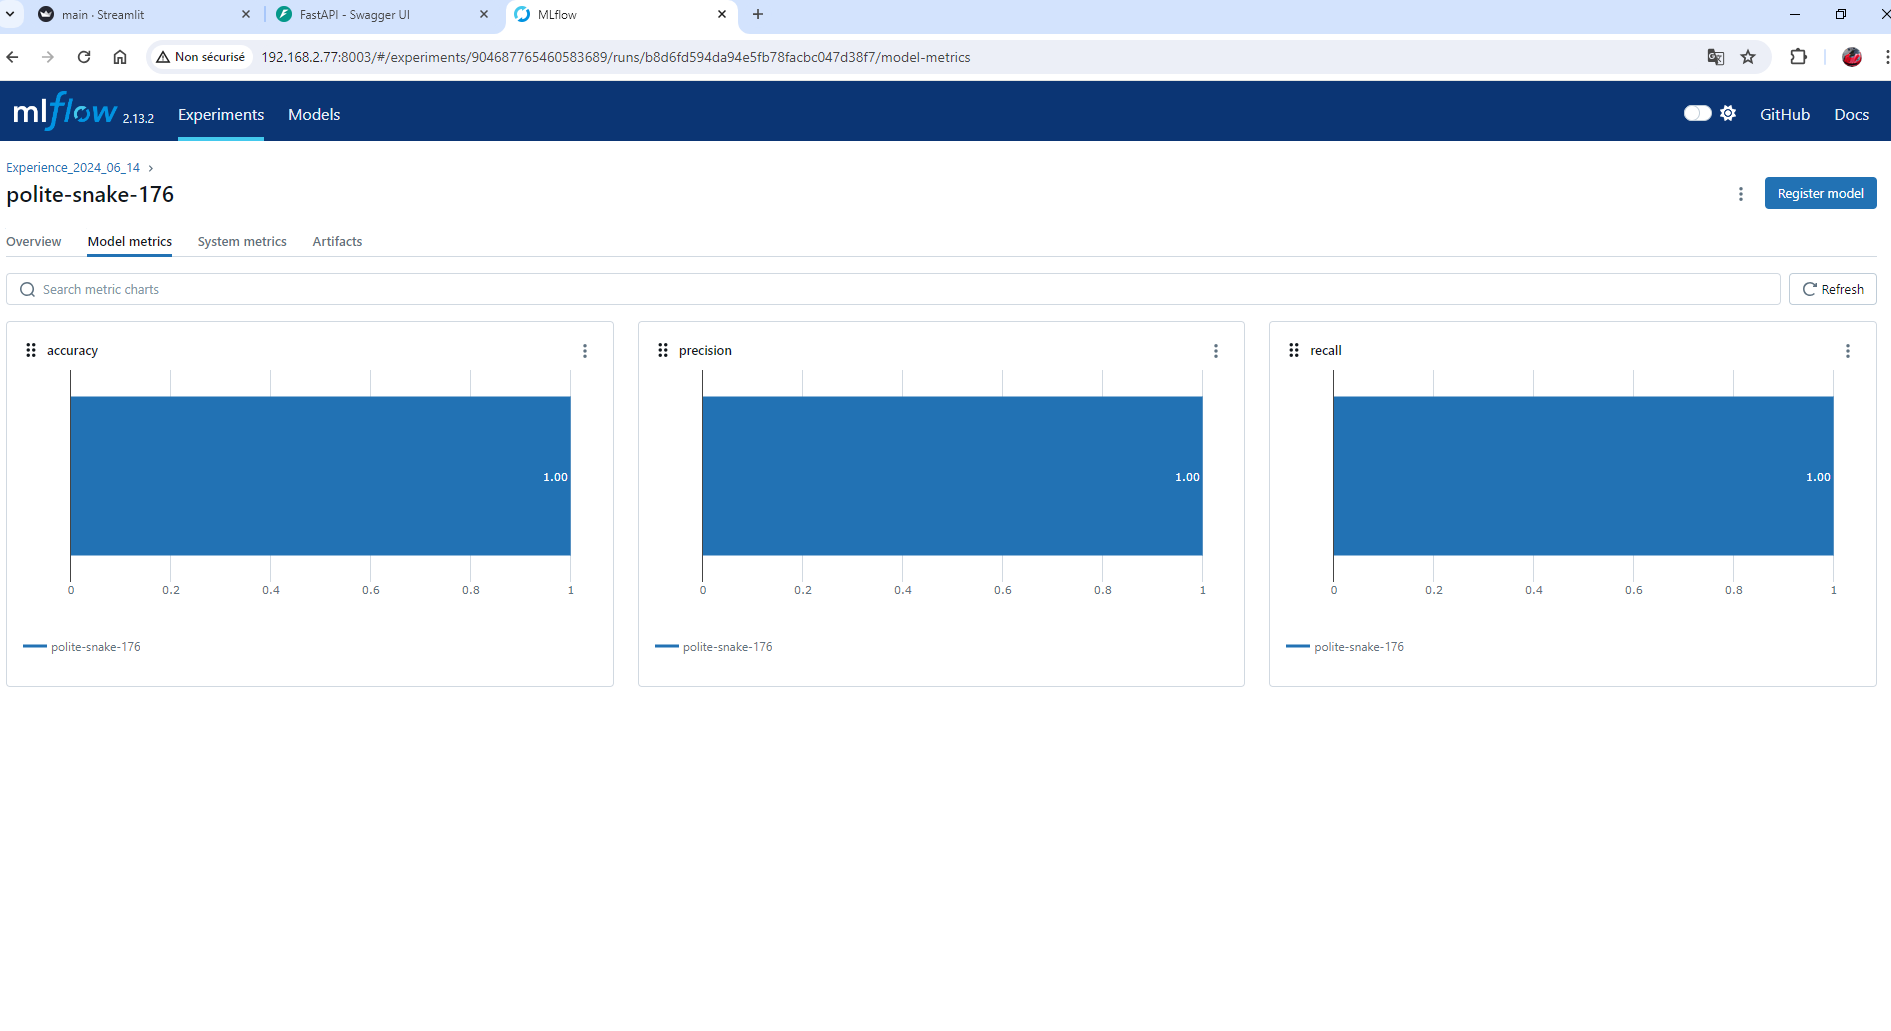 main · Streamlit
FastAPI - Swagger UI
MLflow
Non sécurisé
192.168.2.77:8003/#/experiments/904687765460583689/runs/b8d6fd594da94e5fb78facbc047d38f7/model-metrics
mlflow 2.13.2
Experiments
Models
GitHub
Docs
Experience_2024_06_14
polite-snake-176
Register model
Overview
Model metrics
System metrics
Artifacts
Search metric charts
Refresh
accuracy
1.00
0 0.2 0.4 0.6 0.8 1
polite-snake-176
precision
1.00
0 0.2 0.4 0.6 0.8 1
polite-snake-176
recall
1.00
0 0.2 0.4 0.6 0.8 1
polite-snake-176